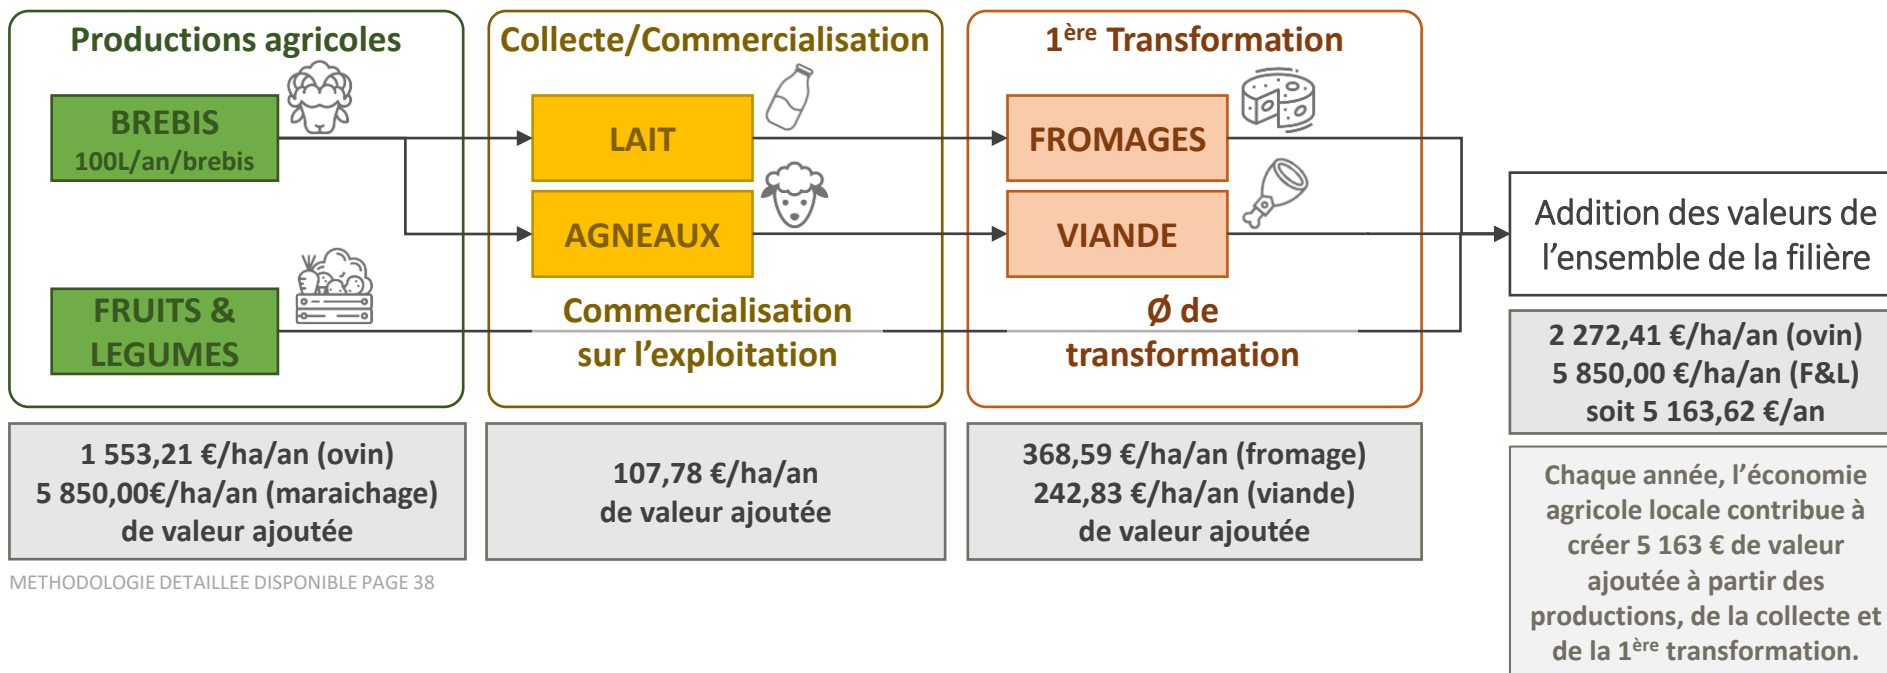 Productions agricoles
BREBIS
100L/an/brebis
FRUITS &
LEGUMES
1 553,21 €/ha/an (ovin)
5 850,00€/ha/an (maraichage)
de valeur ajoutée
Collecte/Commercialisation
LAIT
AGNEAUX
Commercialisation
sur l’exploitation
107,78 €/ha/an
de valeur ajoutée
1ère Transformation
FROMAGES
VIANDE
Ø de
transformation
368,59 €/ha/an (fromage)
242,83 €/ha/an (viande)
de valeur ajoutée
Addition des valeurs de
l’ensemble de la filière
2 272,41 €/ha/an (ovin)
5 850,00 €/ha/an (F&L)
soit 5 163,62 €/an
Chaque année, l’économie
agricole locale contribue à
créer 5 163 € de valeur
ajoutée à partir des
productions, de la collecte et
de la 1ère transformation.
METHODOLOGIE DETAILLEE DISPONIBLE PAGE 38